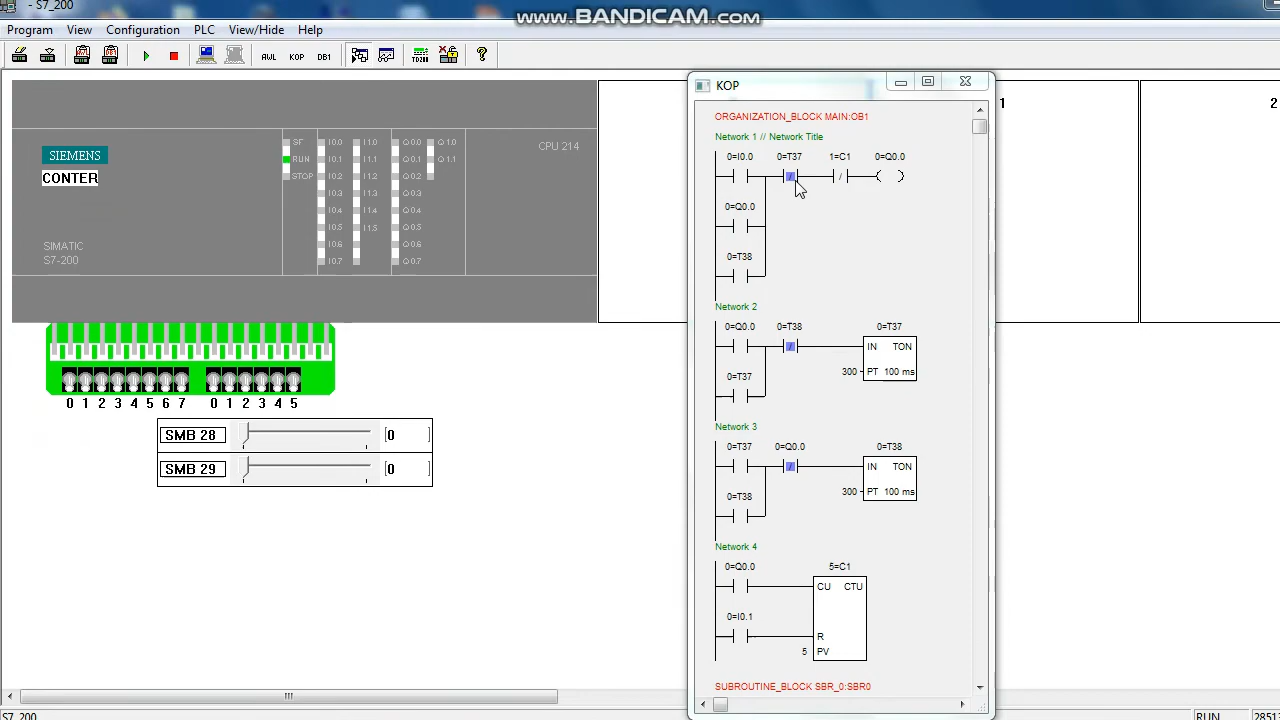 - S7_200
www.BANDICAM.com
Program View Configuration PLC View/Hide Help
AWL KOP DB1 TD200 ?
SIEMENS
CONTER
SIMATIC
S7-200
CPU 214
SF
RUN
STOP
I0.0 I1.0 Q0.0 Q1.0
I0.1 I1.1 Q0.1 Q1.1
I0.2 I1.2 Q0.2
I0.3 I1.3 Q0.3
I0.4 I1.4 Q0.4
I0.5 I1.5 Q0.5
I0.6 Q0.6
I0.7 Q0.7
0 1 2 3 4 5 6 7 0 1 2 3 4 5
SMB 28 [0 ]
SMB 29 [0 ]
1
2
KOP
ORGANIZATION_BLOCK MAIN:OB1
Network 1 // Network Title
0=I0.0 0=T37 1=C1 0=Q0.0
0=Q0.0
0=T38
Network 2
0=Q0.0 0=T38 0=T37
IN TON
0=T37
300 PT 100 ms
Network 3
0=T37 0=Q0.0 0=T38
IN TON
300 PT 100 ms
0=T38
Network 4
0=Q0.0 5=C1
CU CTU
0=I0.1
R
5 PV
SUBROUTINE_BLOCK SBR_0:SBR0
S7_200
RUN